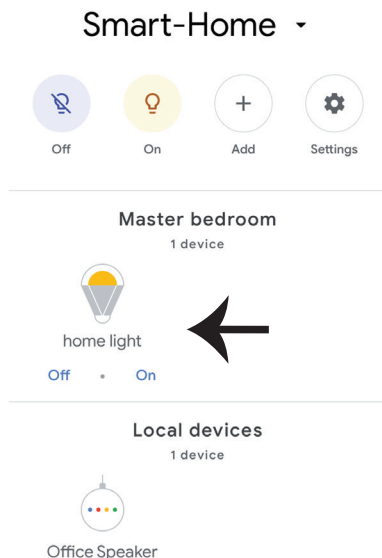 Smart-Home
Off On Add Settings
Master bedroom
1 device
home light
Off • On
Local devices
1 device
Office Speaker